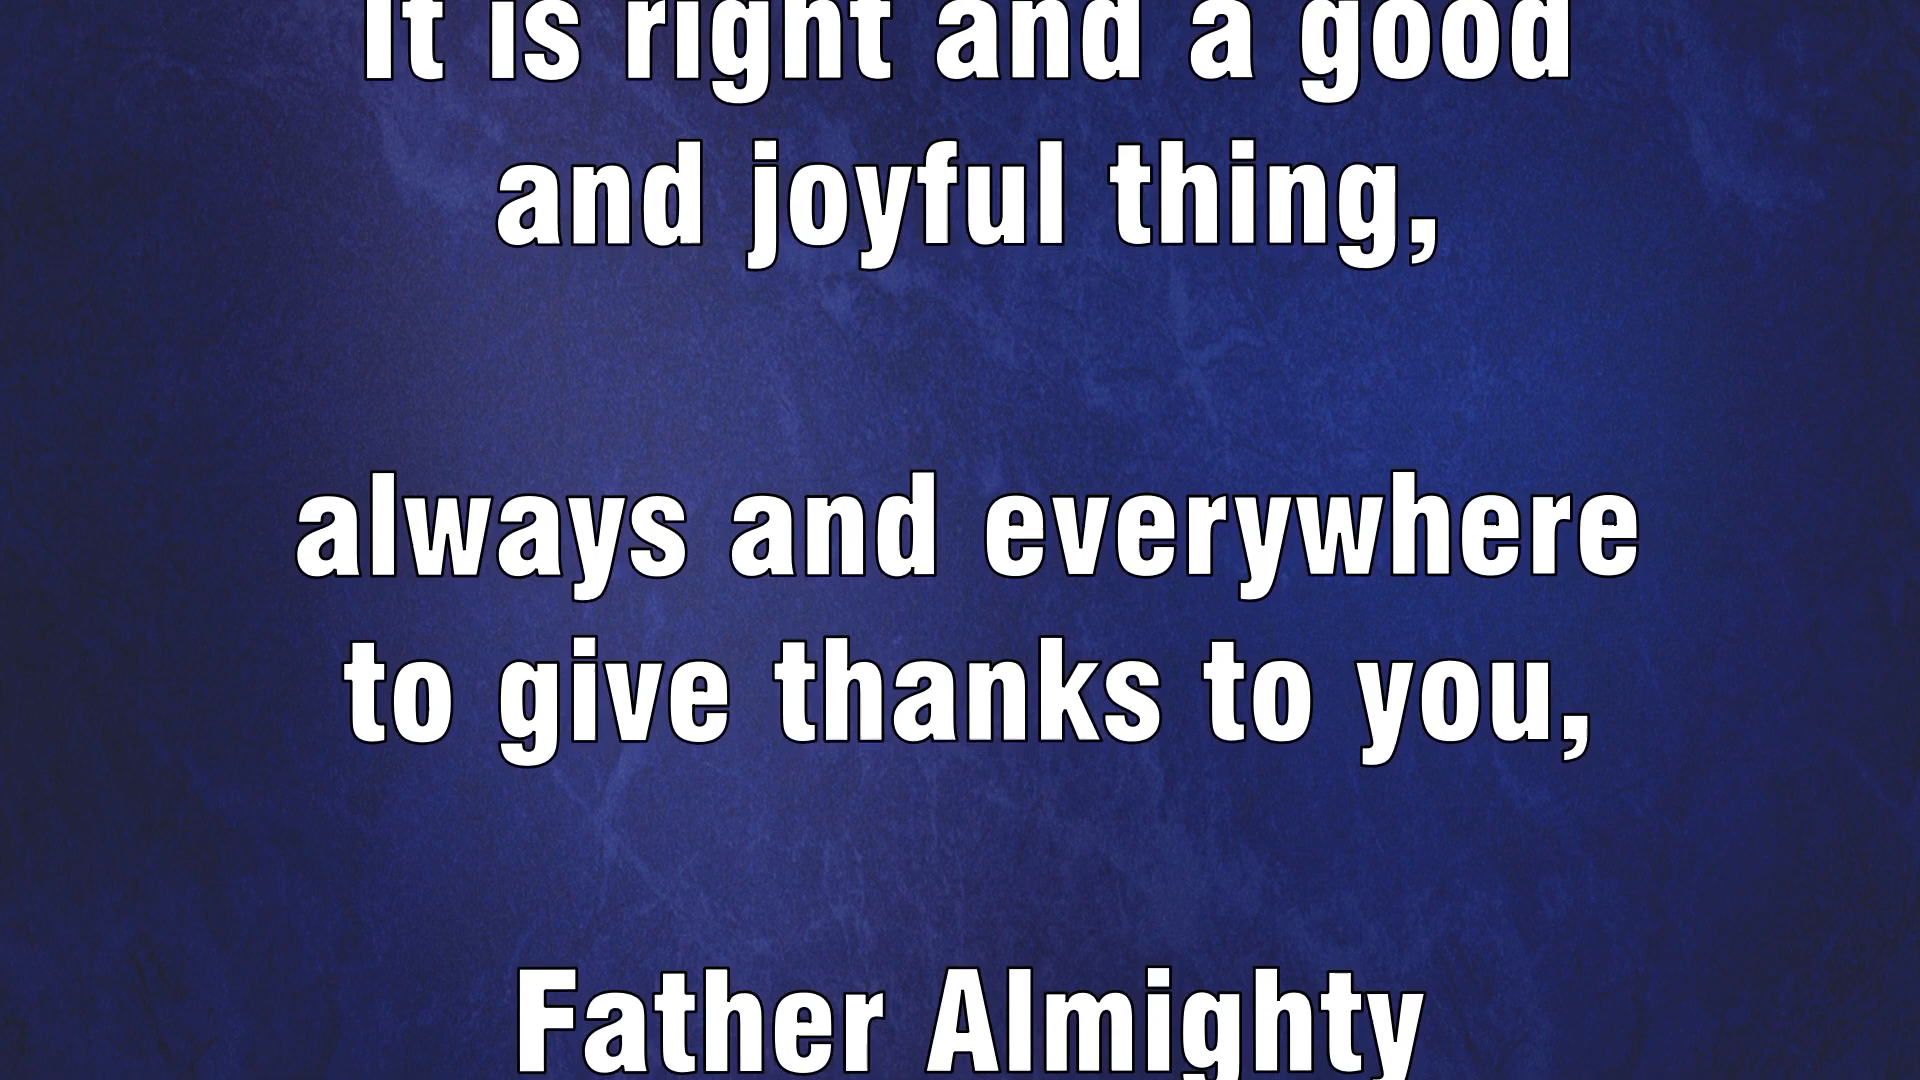 It is right and a good
and joyful thing,
always and everywhere
to give thanks to you,
Father Almighty